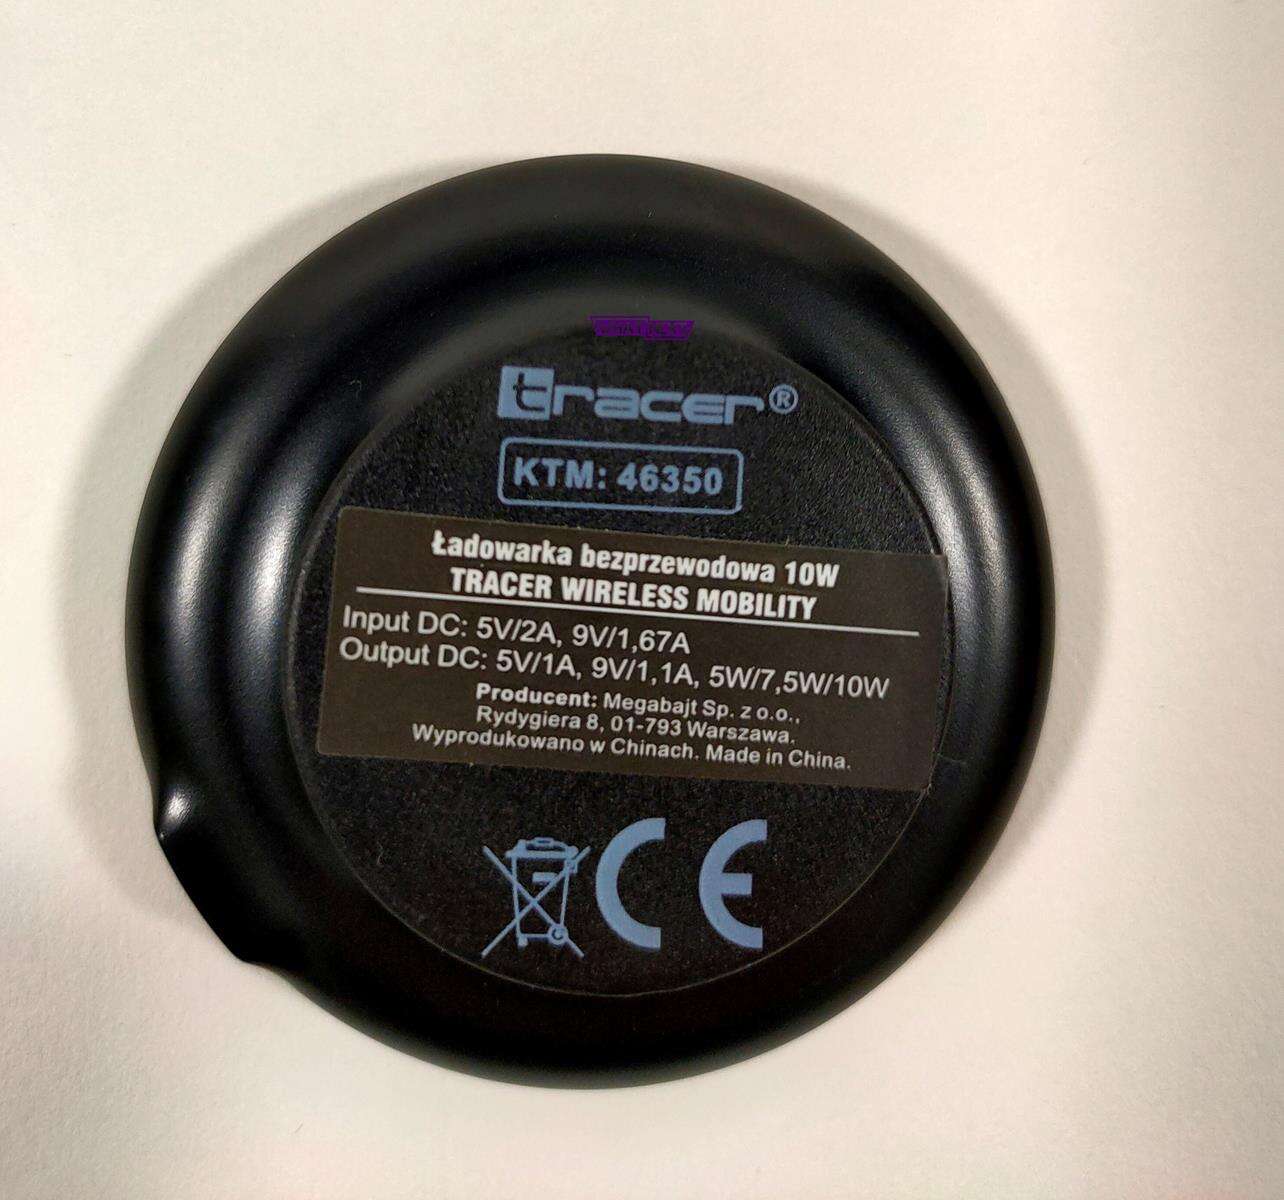 tracer®
KTM: 46350
Ładowarka bezprzewodowa 10W
TRACER WIRELESS MOBILITY
Input DC: 5V/2A, 9V/1,67A
Output DC: 5V/1A, 9V/1,1A, 5W/7,5W/10W
Producent: Megabajt Sp. z o.o.,
Rydygiera 8, 01-793 Warszawa.
Wyprodukowano w Chinach. Made in China.
CE